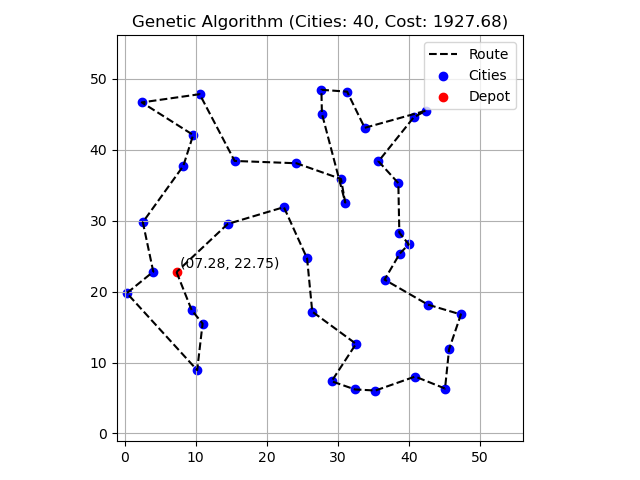 Genetic Algorithm (Cities: 40, Cost: 1927.68)
Route
Cities
Depot
50
40
30
20
10
0
(07.28, 22.75)
0 10 20 30 40 50